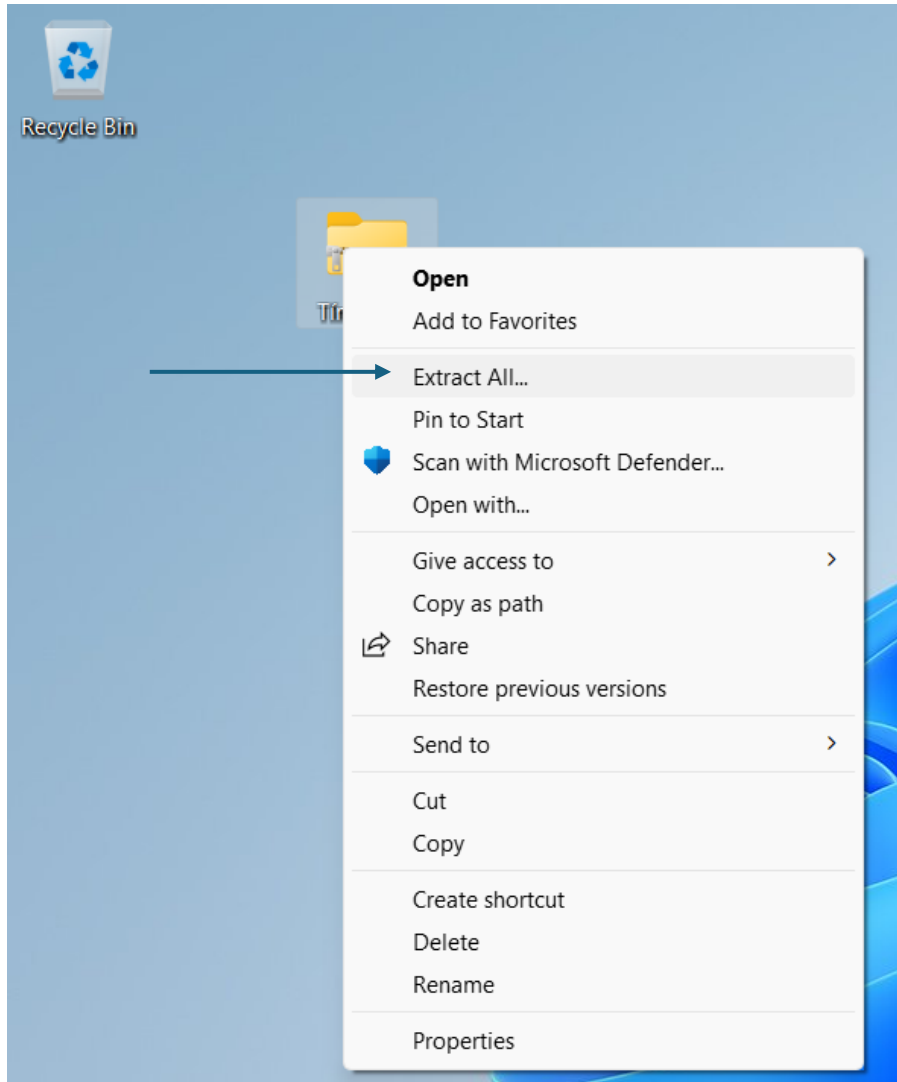 Recycle Bin
Open
Add to Favorites
Extract All...
Pin to Start
Scan with Microsoft Defender...
Open with...
Give access to
Copy as path
Share
Restore previous versions
Send to
Cut
Copy
Create shortcut
Delete
Rename
Properties